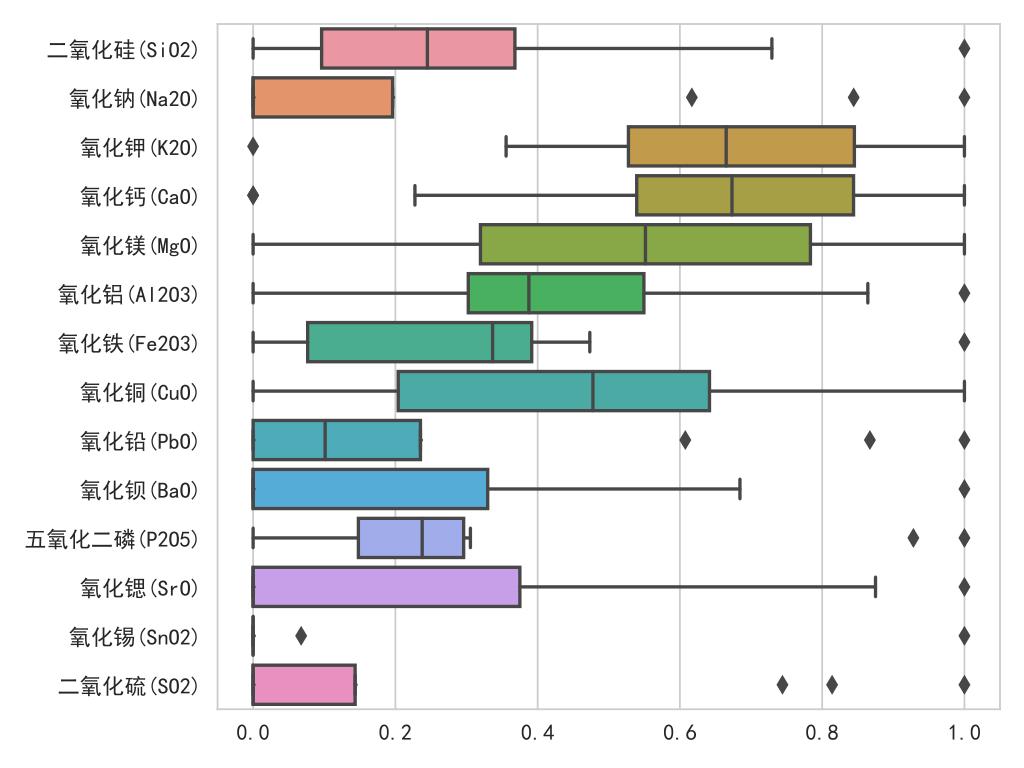 二氧化硅(SiO2)
氧化钠(Na2O)
氧化钾(K2O)
氧化钙(CaO)
氧化镁(MgO)
氧化铝(Al2O3)
氧化铁(Fe2O3)
氧化铜(CuO)
氧化铅(PbO)
氧化钡(BaO)
五氧化二磷(P2O5)
氧化锶(SrO)
氧化锡(SnO2)
二氧化硫(SO2)
0.0 0.2 0.4 0.6 0.8 1.0